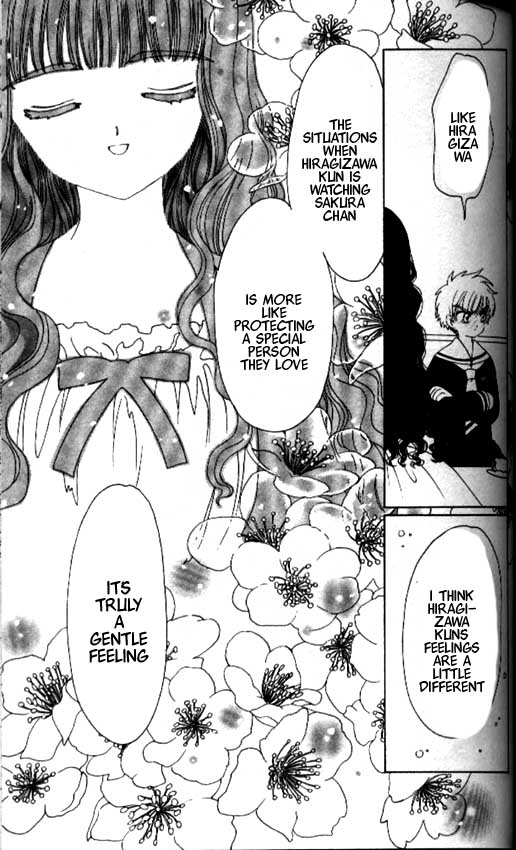 LIKE
HIRA
GIZA
WA
I THINK
HIRAGI-
ZAWA
KUNS
FEELINGS
ARE A
LITTLE
DIFFERENT
THE
SITUATIONS
WHEN
HIRAGIZAWA
KUN IS
WATCHING
SAKURA
CHAN
IS MORE
LIKE
PROTECTING
A SPECIAL
PERSON
THEY LOVE
ITS
TRULY
A
GENTLE
FEELING